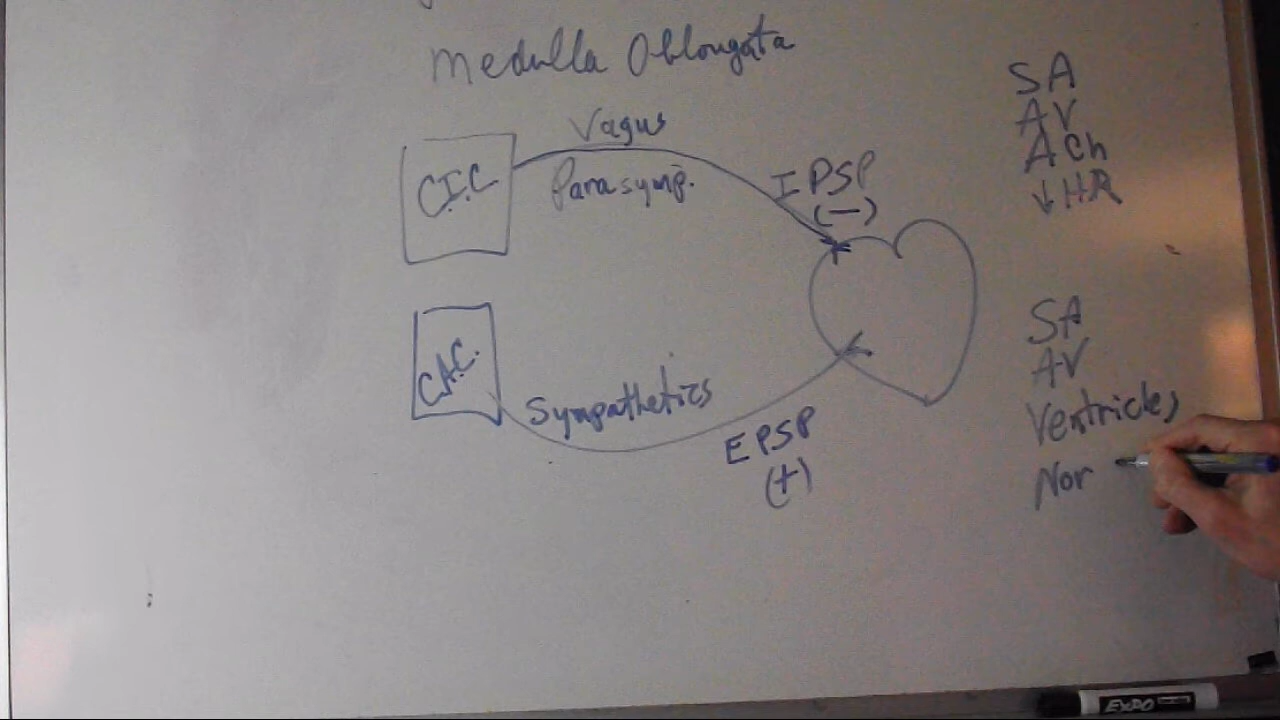 Medulla Oblongata
Vagus
C.I.C
Parasymp.
IPSP
(-)
C.A.C.
Sympathetics
EPSP
(+)
SA
AV
ACh
↓HR
SA
AV
Ventricles
Nor
EXPO